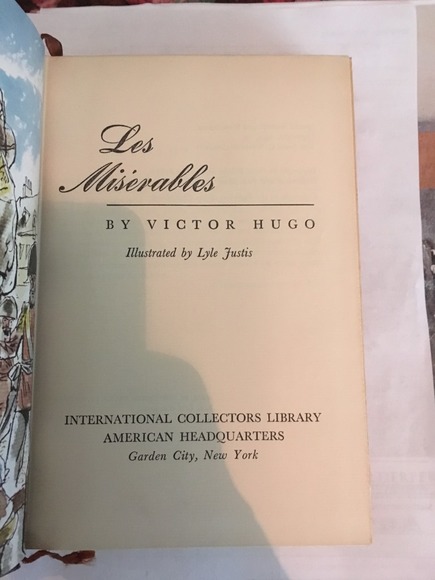 Les
Misérables
BY VICTOR HUGO
Illustrated by Lyle Justis
INTERNATIONAL COLLECTORS LIBRARY
AMERICAN HEADQUARTERS
Garden City, New York